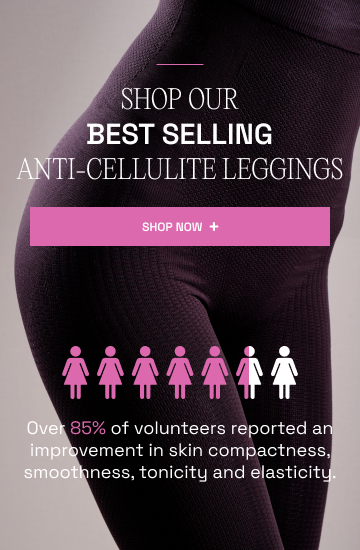 SHOP OUR
BEST SELLING
ANTI-CELLULITE LEGGINGS
SHOP NOW +
Over 85% of volunteers reported an
improvement in skin compactness,
smoothness, tonicity and elasticity.